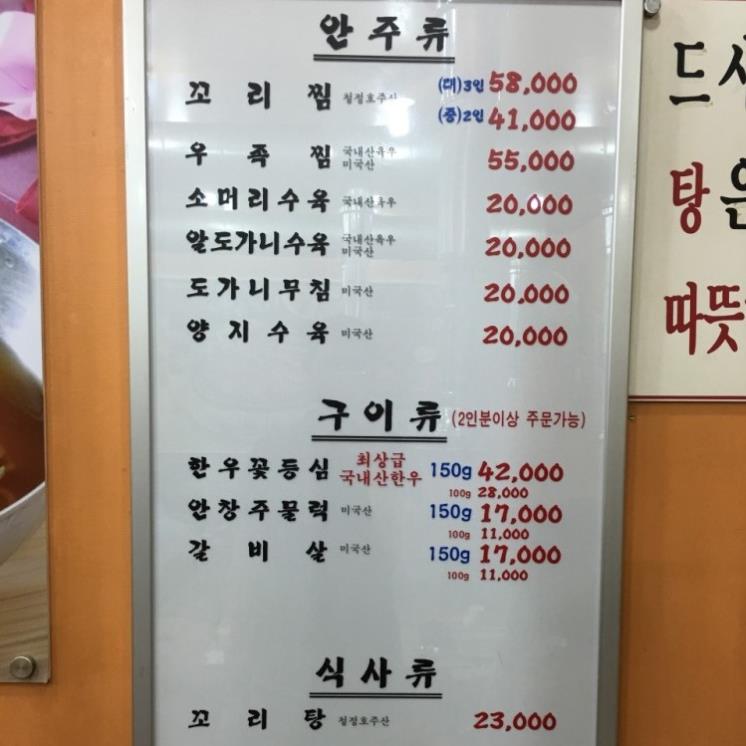 안주류
꼬리찜 청정호주산 (대)3인 58,000
(중)2인 41,000
우족찜 국내산육우 미국산 55,000
소머리수육 국내산육우 20,000
알도가니수육 국내산육우 미국산 20,000
도가니무침 미국산 20,000
양지수육 미국산 20,000
구이류 (2인분이상 주문가능)
한우꽃등심 최상급 국내산한우 150g 42,000
100g 28,000
안창주물럭 미국산 150g 17,000
100g 11,000
갈비살 미국산 150g 17,000
100g 11,000
식사류
꼬리탕 청정호주산 23,000
탕은
따뜻